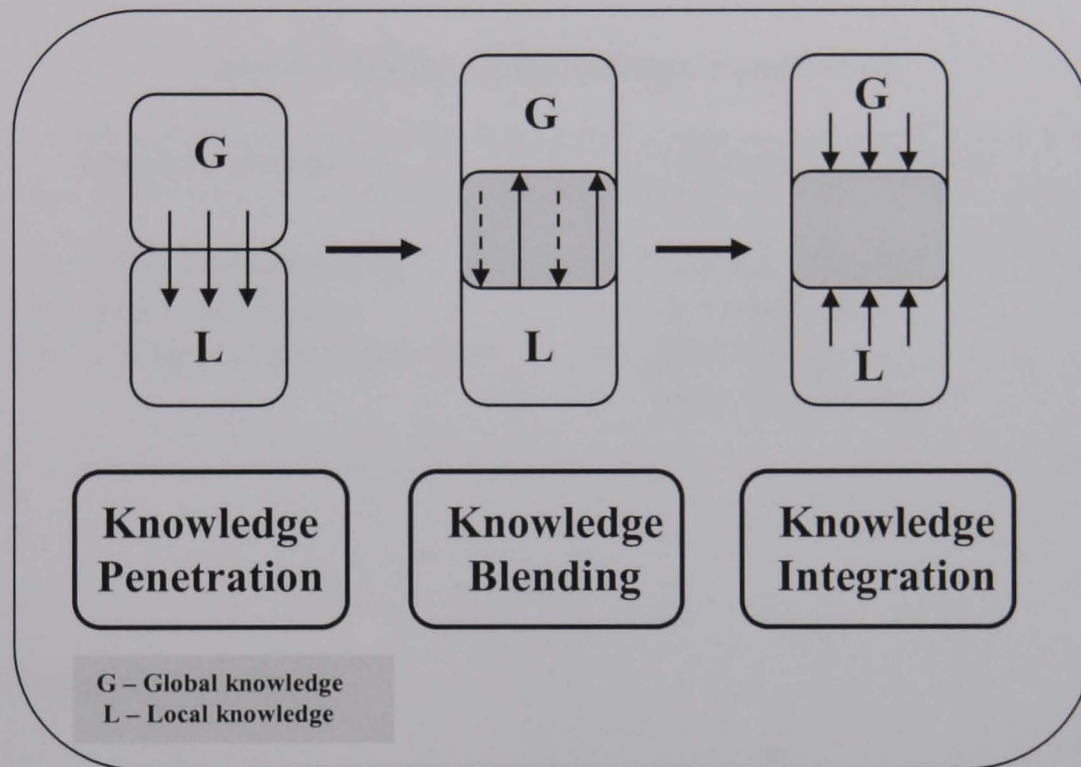 G
L
G
L
G
L
Knowledge
Penetration
Knowledge
Blending
Knowledge
Integration
G – Global knowledge
L – Local knowledge